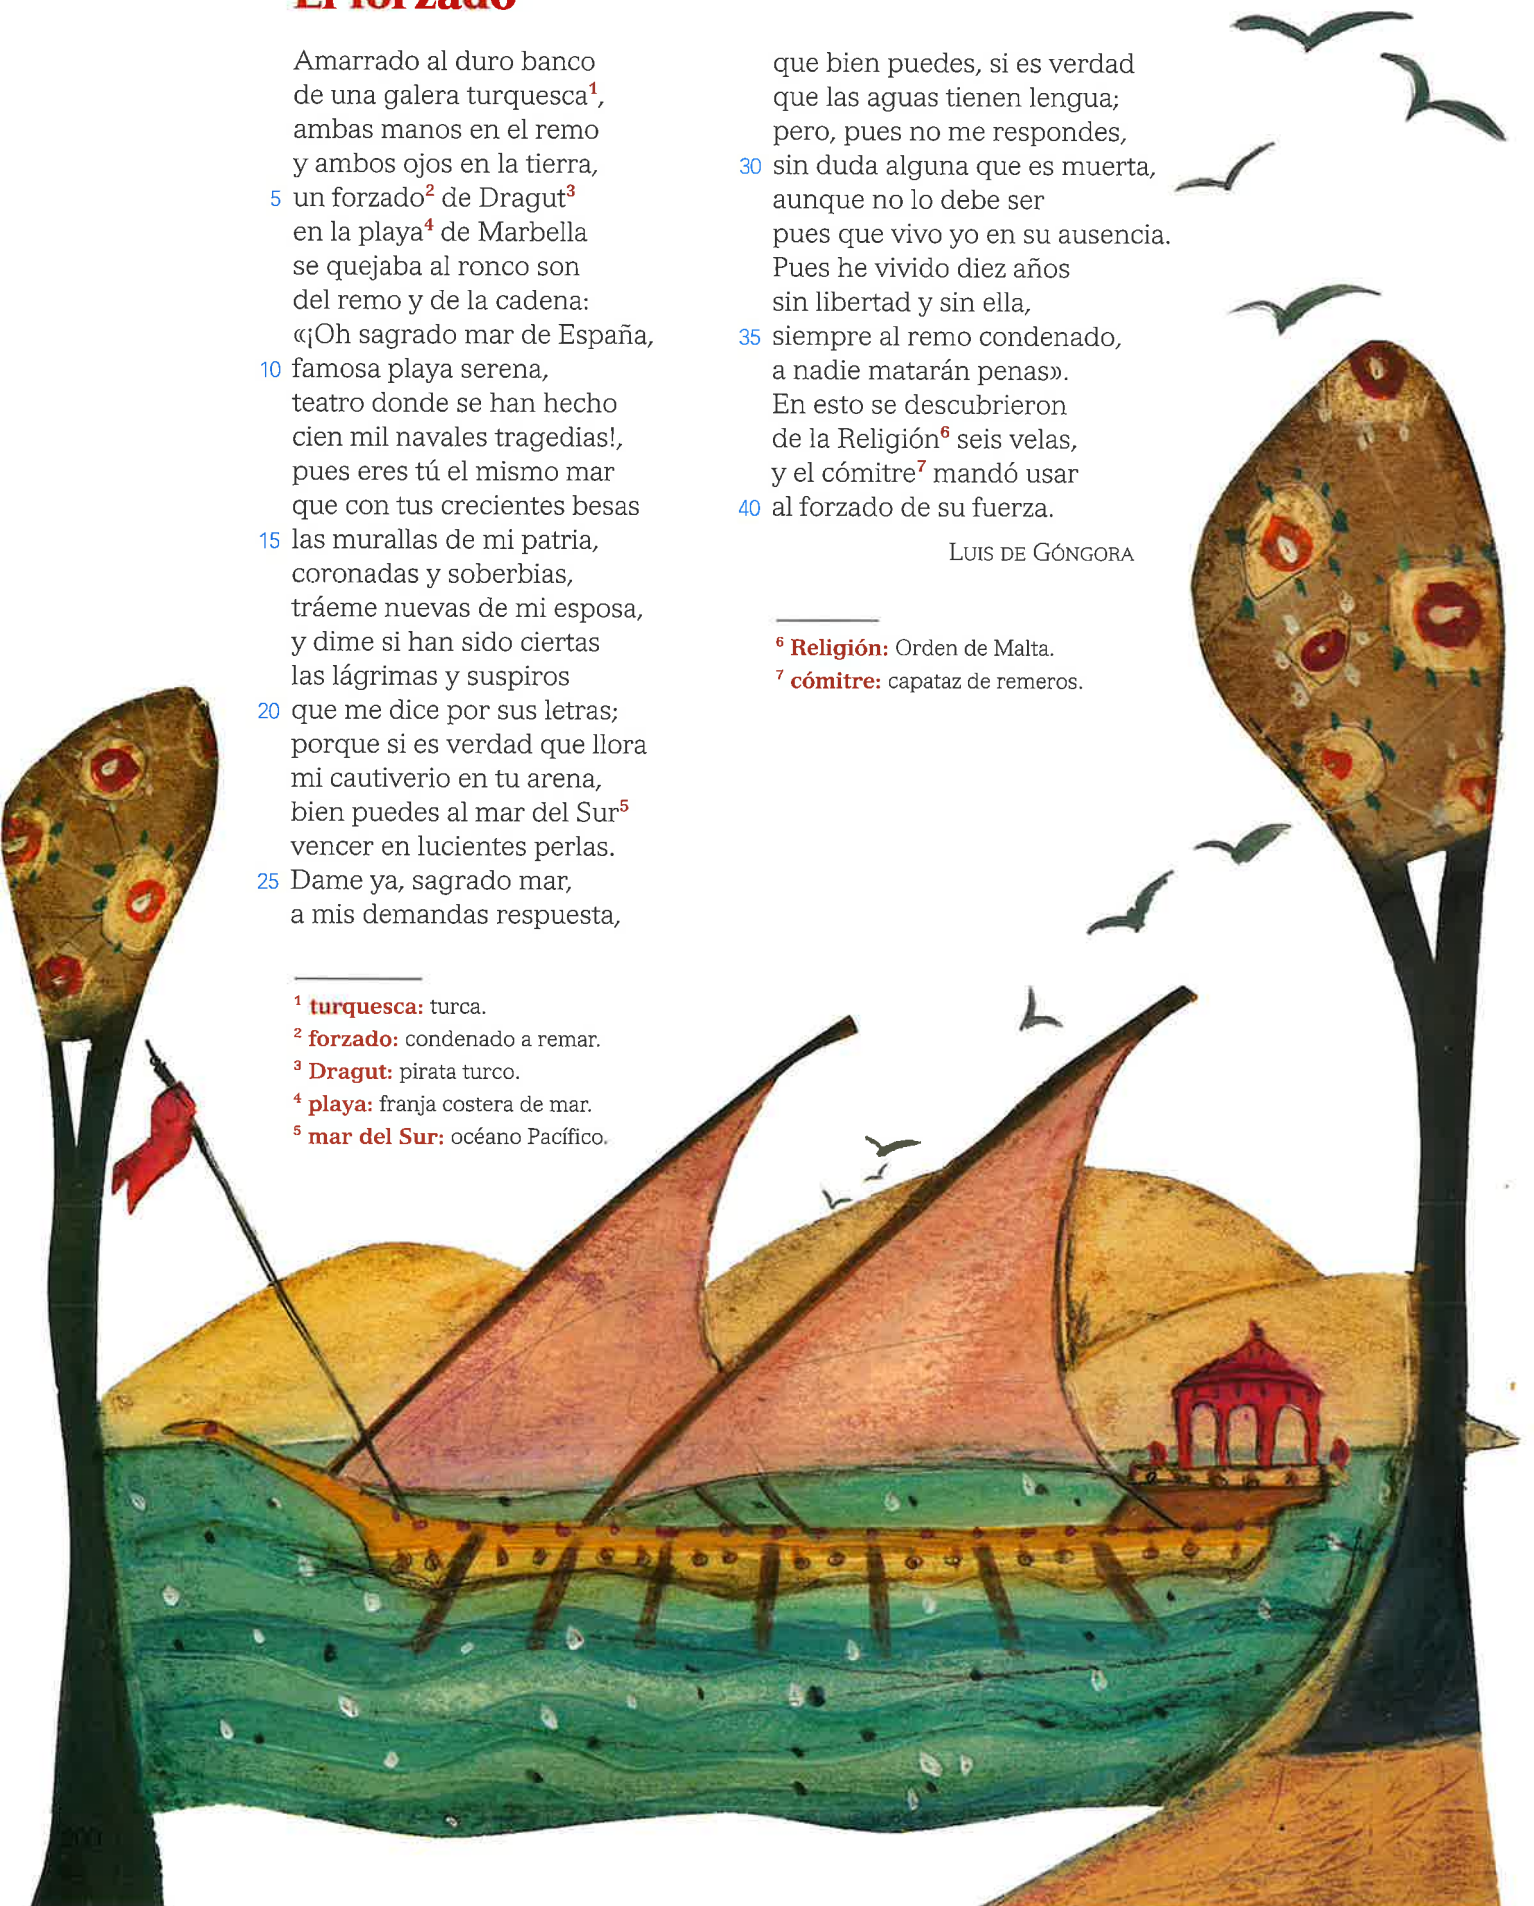 El forzado
Amarrado al duro banco
de una galera turquesa¹,
ambas manos en el remo
y ambos ojos en la tierra,
5 un forzado² de Dragut³
en la playa⁴ de Marbella
se quejaba al ronco son
del remo y de la cadena:
«¡Oh sagrado mar de España,
10 famosa playa serena,
teatro donde se han hecho
cien mil navales tragedias!,
pues eres tú el mismo mar
que con tus crecientes besas
15 las murallas de mi patria,
coronadas y soberbias,
tráeme nuevas de mi esposa,
y dime si han sido ciertas
las lágrimas y suspiros
20 que me dice por sus letras;
porque si es verdad que llora
mi cautiverio en tu arena,
bien puedes al mar del Sur⁵
vencer en lucientes perlas.
25 Dame ya, sagrado mar,
a mis demandas respuesta,
¹ turquesca: turca.
² forzado: condenado a remar.
³ Dragut: pirata turco.
⁴ playa: franja costera de mar.
⁵ mar del Sur: océano Pacífico.
que bien puedes, si es verdad
que las aguas tienen lengua;
pero, pues no me respondes,
30 sin duda alguna que es muerta,
aunque no lo debe ser
pues que vivo yo en su ausencia.
Pues he vivido diez años
sin libertad y sin ella,
35 siempre al remo condenado,
a nadie matarán penas».
En esto se descubrieron
de la Religión⁶ seis velas,
y el cómitre⁷ mandó usar
40 al forzado de su fuerza.
LUIS DE GÓNGORA
⁶ Religión: Orden de Malta.
⁷ cómitre: capataz de remeros.
200